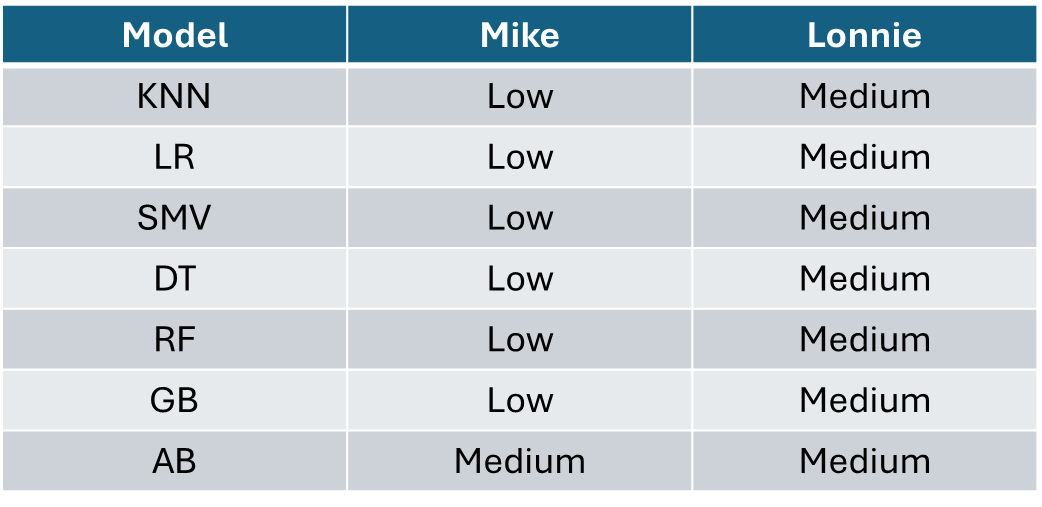 Model Mike Lonnie
KNN Low Medium
LR Low Medium
SMV Low Medium
DT Low Medium
RF Low Medium
GB Low Medium
AB Medium Medium